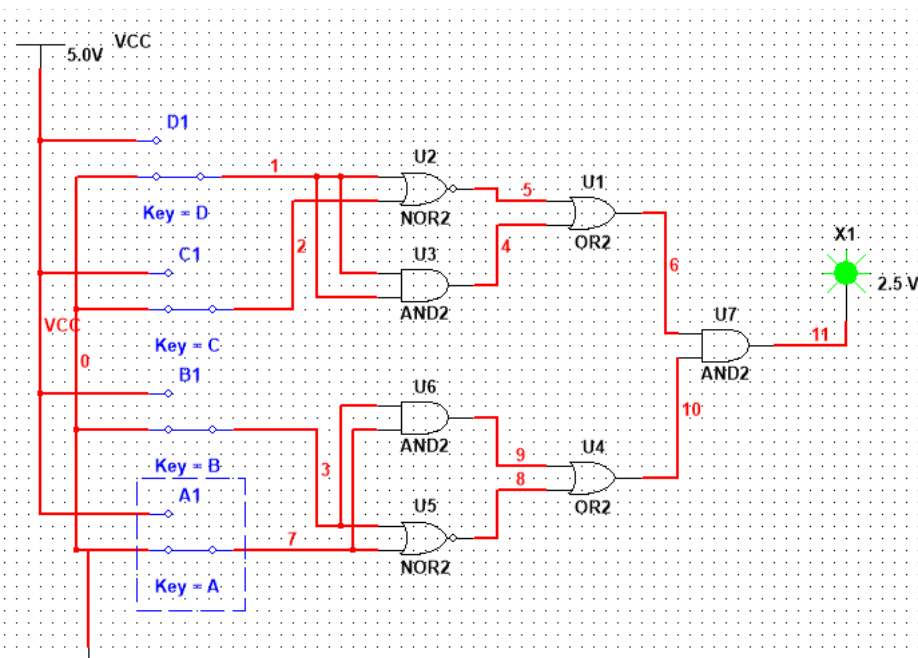 VCC
5.0V
D1
1
U2
5
U1
Key = D
NOR2
C1
2
U3
4
OR2
X1
6
2.5 V
AND2
U7
VCC
11
Key = C
0
AND2
B1
U6
10
AND2
9
U4
Key = B
3
8
A1
U5
OR2
7
NOR2
Key = A